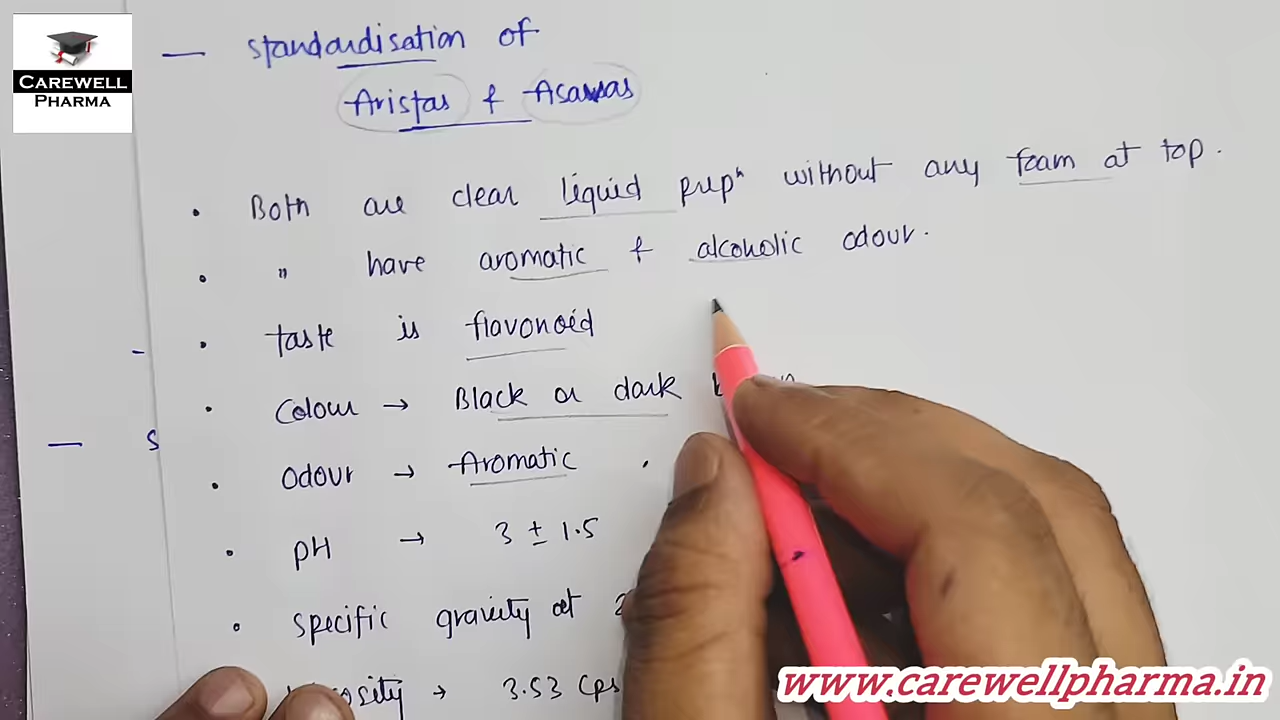 CAREWELL
PHARMA
— standardisation of
Aristas & Asavas
• Both are clear liquid prepⁿ without any foam at top.
• " have aromatic & alcoholic odour.
• taste is flavonoid
• Colour → Black or dark
• Odour → Aromatic .
• pH → 3 ± 1.5
• specific gravity at
→ 3.53 cps
— s
www.carewellpharma.in